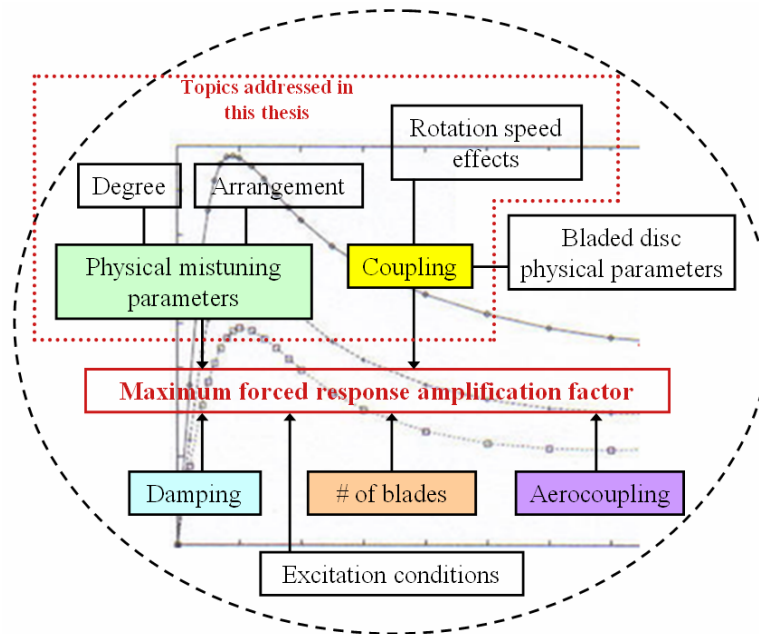 Topics addressed in
this thesis
Rotation speed
effects
Degree
Arrangement
Bladed disc
physical parameters
Physical mistuning
parameters
Coupling
Maximum forced response amplification factor
Damping
# of blades
Aerocoupling
Excitation conditions